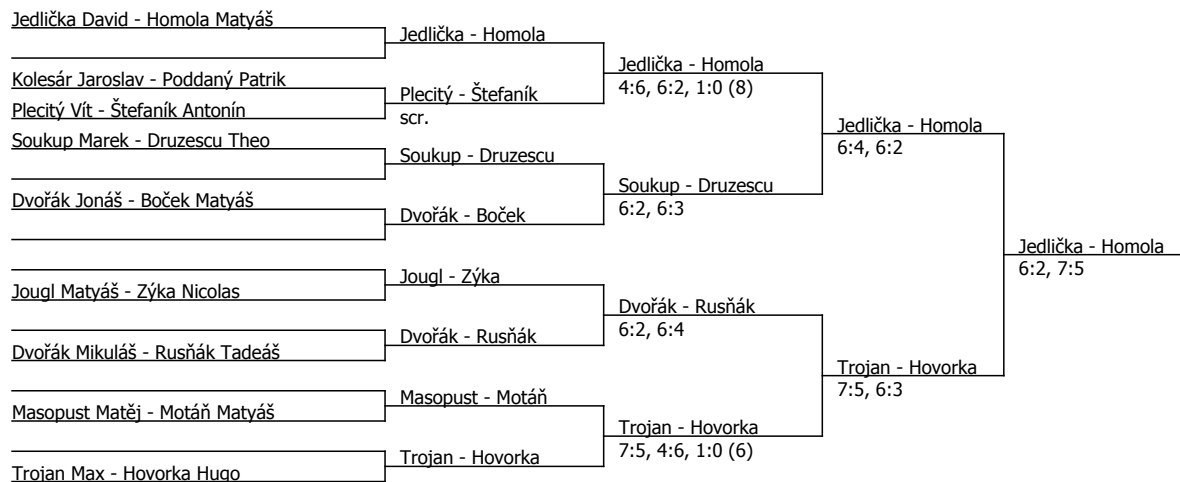 Jedlička David - Homola Matyáš
Kolesár Jaroslav - Poddaný Patrik
Plecitý Vít - Štefaník Antonín
Soukup Marek - Druzescu Theo
Dvořák Jonáš - Boček Matyáš
Jougl Matyáš - Zýka Nicolas
Dvořák Mikuláš - Rusňák Tadeáš
Masopust Matěj - Motáň Matyáš
Trojan Max - Hovorka Hugo
Jedlička - Homola
Plecitý - Štefaník
scr.
Soukup - Druzescu
Dvořák - Boček
Jougl - Zýka
Dvořák - Rusňák
Masopust - Motáň
Trojan - Hovorka
Jedlička - Homola
4:6, 6:2, 1:0 (8)
Soukup - Druzescu
6:2, 6:3
Dvořák - Rusňák
6:2, 6:4
Trojan - Hovorka
7:5, 4:6, 1:0 (6)
Jedlička - Homola
6:4, 6:2
Trojan - Hovorka
7:5, 6:3
Jedlička - Homola
6:2, 7:5